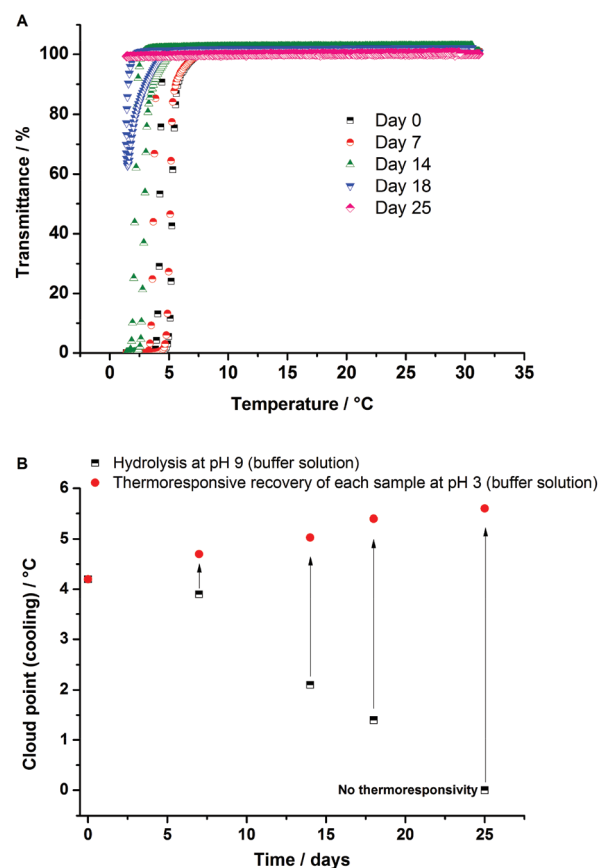 A
100
80
60
40
20
0
Transmittance / %
Day 0
Day 7
Day 14
Day 18
Day 25
0 5 10 15 20 25 30 35
Temperature / °C
B
Hydrolysis at pH 9 (buffer solution)
Thermoresponsive recovery of each sample at pH 3 (buffer solution)
6
5
4
3
2
1
0
Cloud point (cooling) / °C
No thermoresponsivity
0 5 10 15 20 25
Time / days